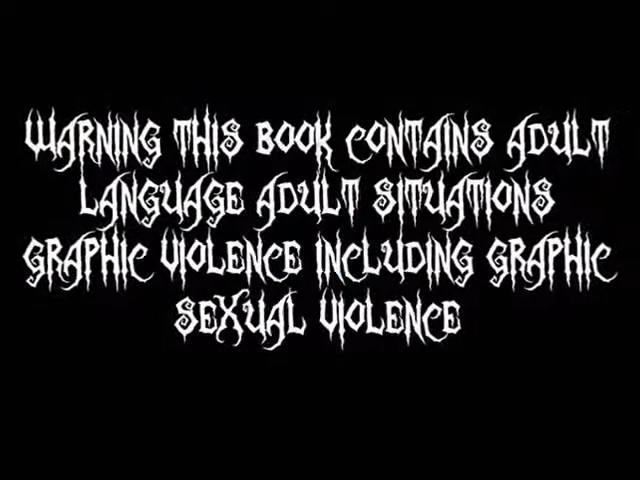 WARNING THIS BOOK CONTAINS ADULT
LANGUAGE ADULT SITUATIONS
GRAPHIC VIOLENCE INCLUDING GRAPHIC
SEXUAL VIOLENCE